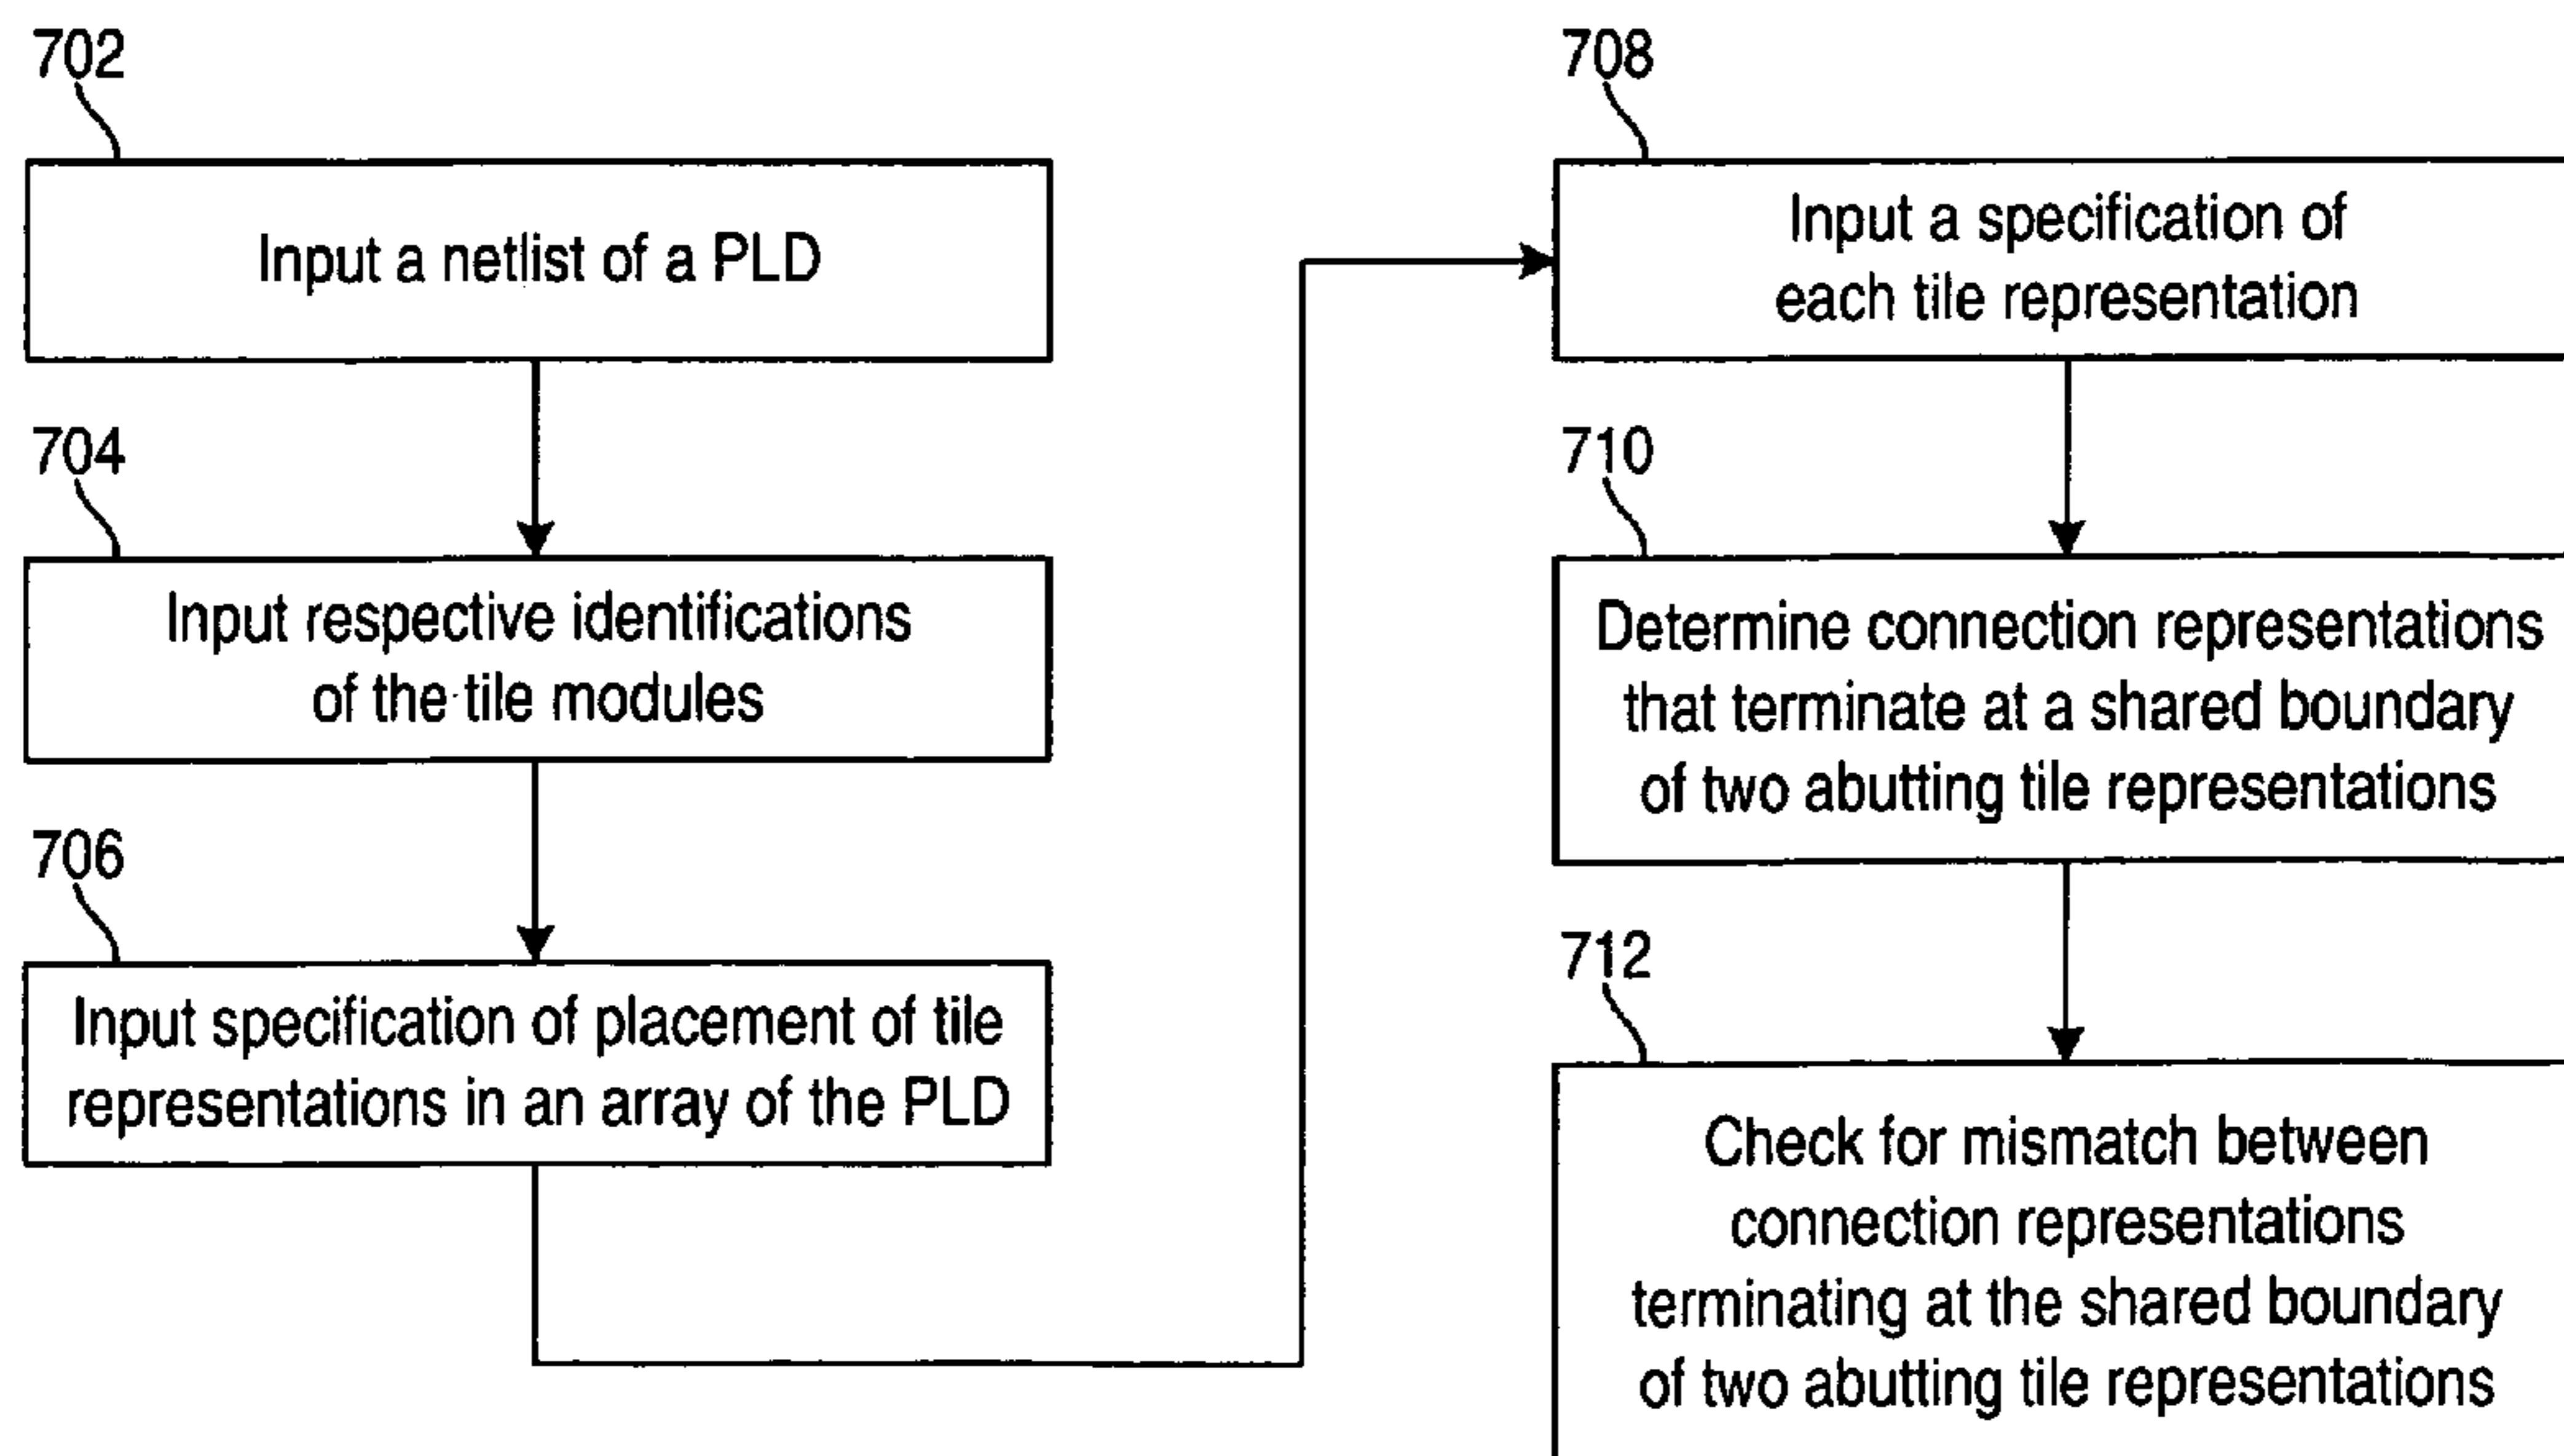 702
Input a netlist of a PLD
704
Input respective identifications
of the tile modules
706
Input specification of placement of tile
representations in an array of the PLD
708
Input a specification of
each tile representation
710
Determine connection representations
that terminate at a shared boundary
of two abutting tile representations
712
Check for mismatch between
connection representations
terminating at the shared boundary
of two abutting tile representations